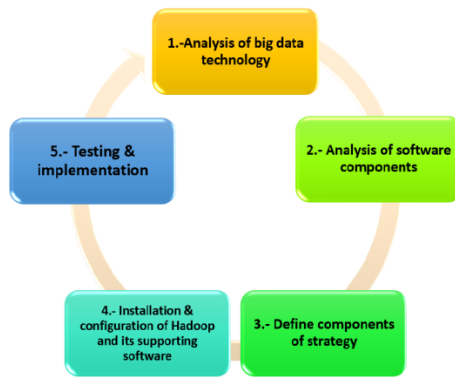 1.-Analysis of big data
technology
2.- Analysis of software
components
3.- Define components
of strategy
4.- Installation &
configuration of Hadoop
and its supporting
software
5.- Testing &
implementation